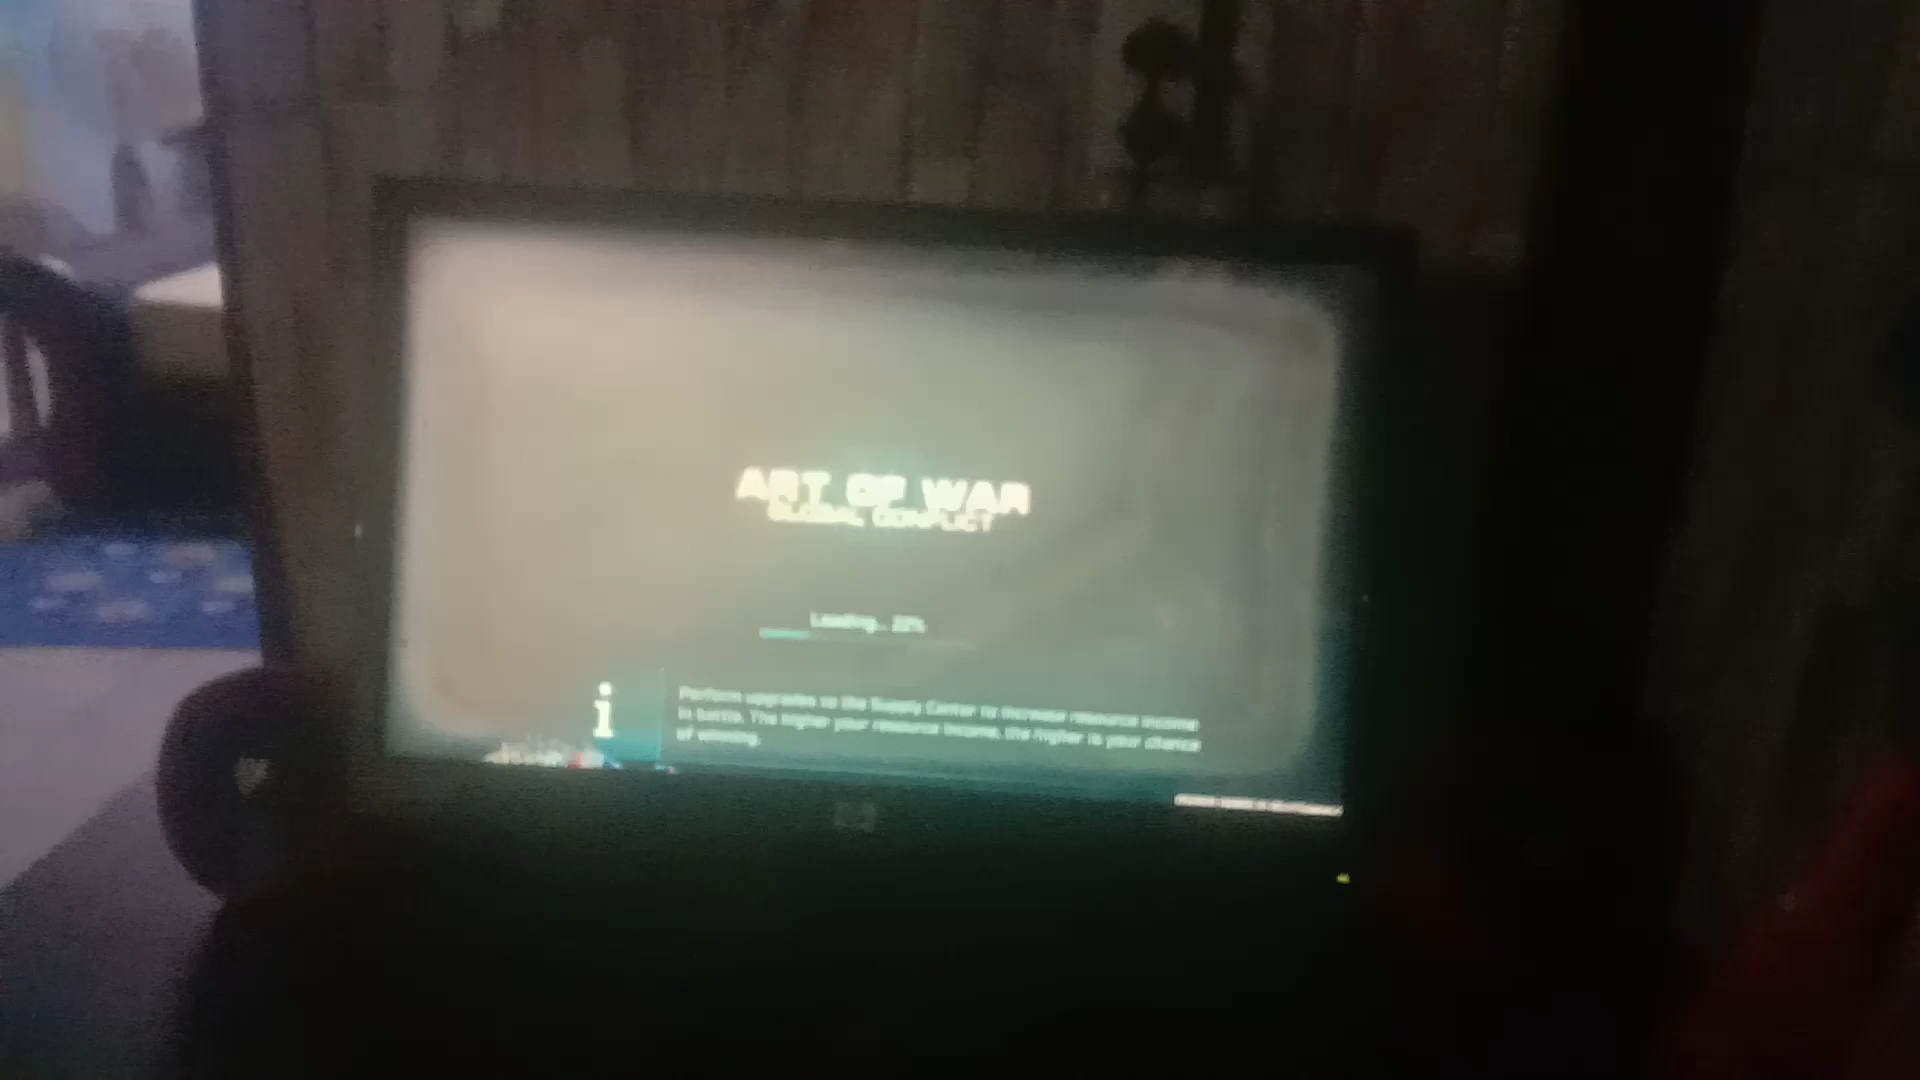 ART OF WAR
GLOBAL CONFLICT
Loading... 22%
i
Perform upgrades to the Supply Center to increase resource income
in battle. The higher your resource income, the higher is your chance
of winning.